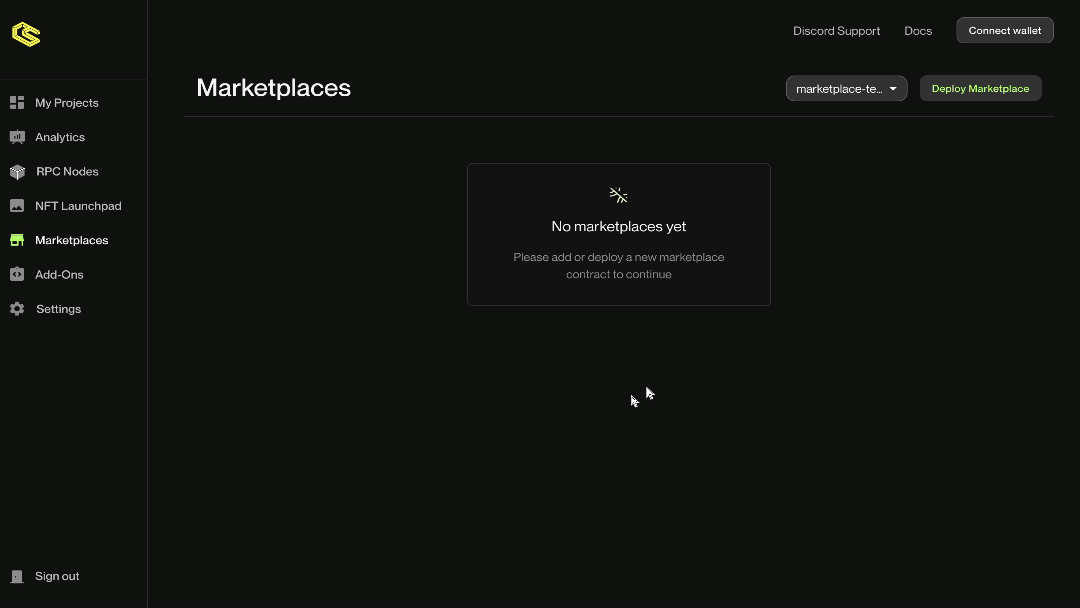 Discord Support
Docs
Connect wallet
Marketplaces
marketplace-te...
Deploy Marketplace
My Projects
Analytics
RPC Nodes
NFT Launchpad
Marketplaces
Add-Ons
Settings
No marketplaces yet
Please add or deploy a new marketplace
contract to continue
Sign out